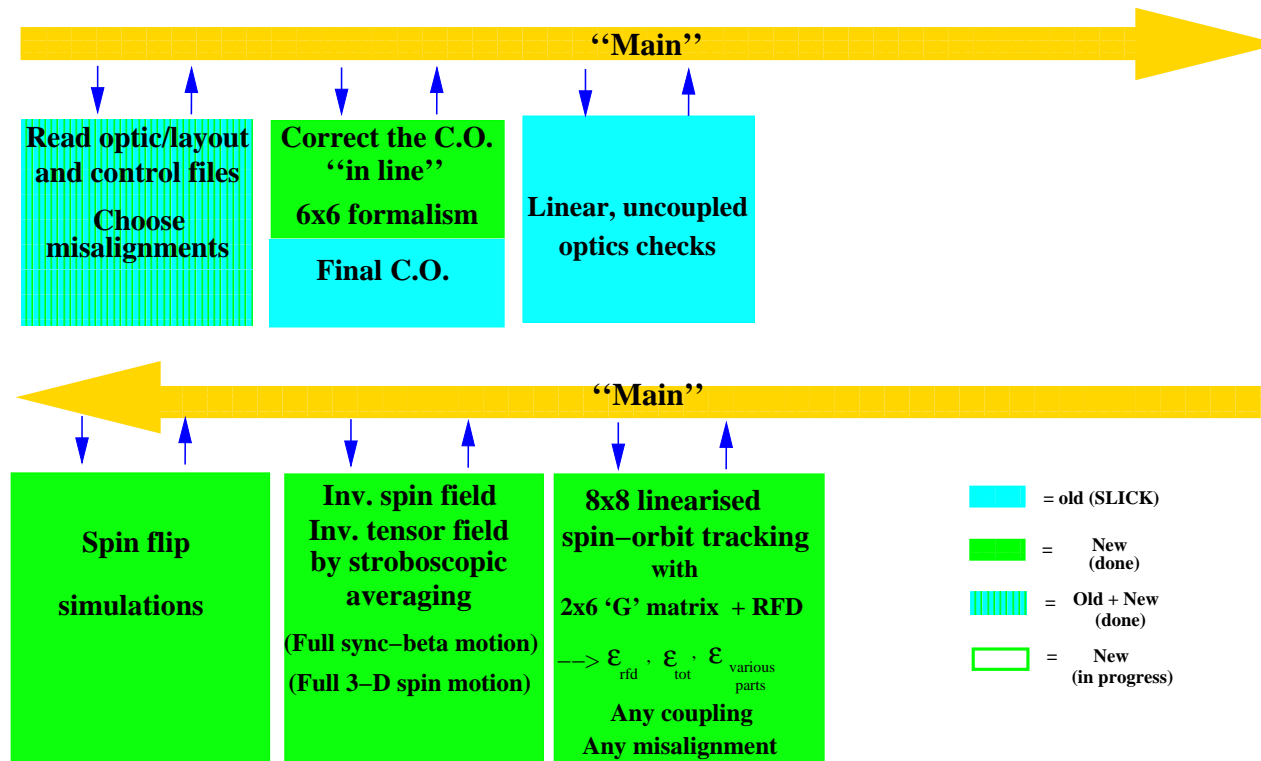 ‘‘Main’’
Read optic/layout
and control files
Choose
misalignments
Correct the C.O.
‘‘in line’’
6x6 formalism
Final C.O.
Linear, uncoupled
optics checks
‘‘Main’’
Spin flip
simulations
Inv. spin field
Inv. tensor field
by stroboscopic
averaging
(Full sync−beta motion)
(Full 3−D spin motion)
8x8 linearised
spin−orbit tracking
with
2x6 ‘G’ matrix + RFD
−−> ε rfd , ε tot , ε various parts
Any coupling
Any misalignment
= old (SLICK)
= New
(done)
= Old + New
(done)
= New
(in progress)